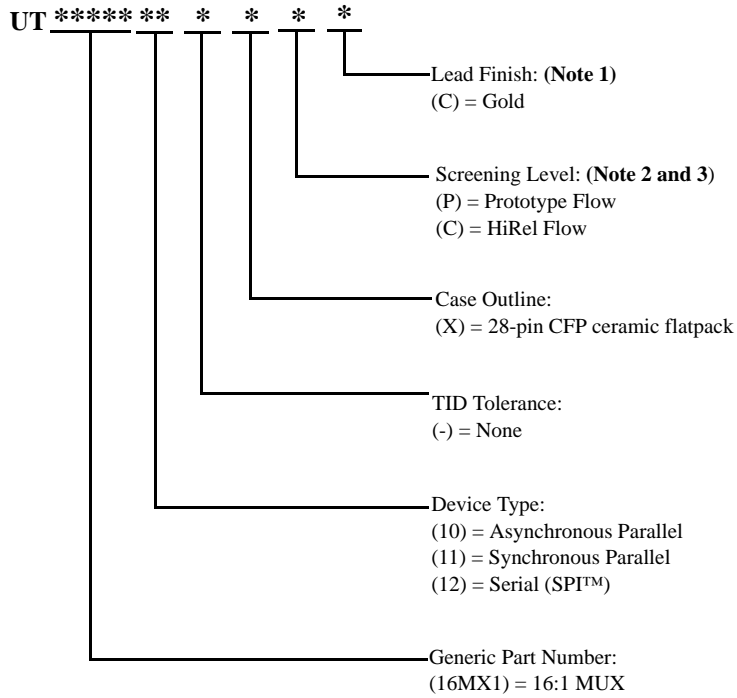 UT ***** ** * * * *
Lead Finish: (Note 1)
(C) = Gold
Screening Level: (Note 2 and 3)
(P) = Prototype Flow
(C) = HiRel Flow
Case Outline:
(X) = 28-pin CFP ceramic flatpack
TID Tolerance:
(-) = None
Device Type:
(10) = Asynchronous Parallel
(11) = Synchronous Parallel
(12) = Serial (SPI™)
Generic Part Number:
(16MX1) = 16:1 MUX